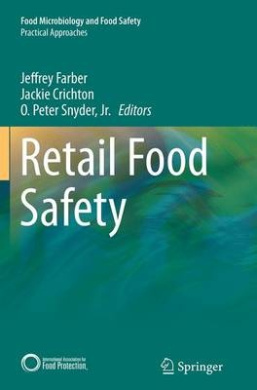 Food Microbiology and Food Safety
Practical Approaches
Jeffrey Farber
Jackie Crichton
O. Peter Snyder, Jr. Editors
Retail Food
Safety
International Association for
Food Protection®
Springer